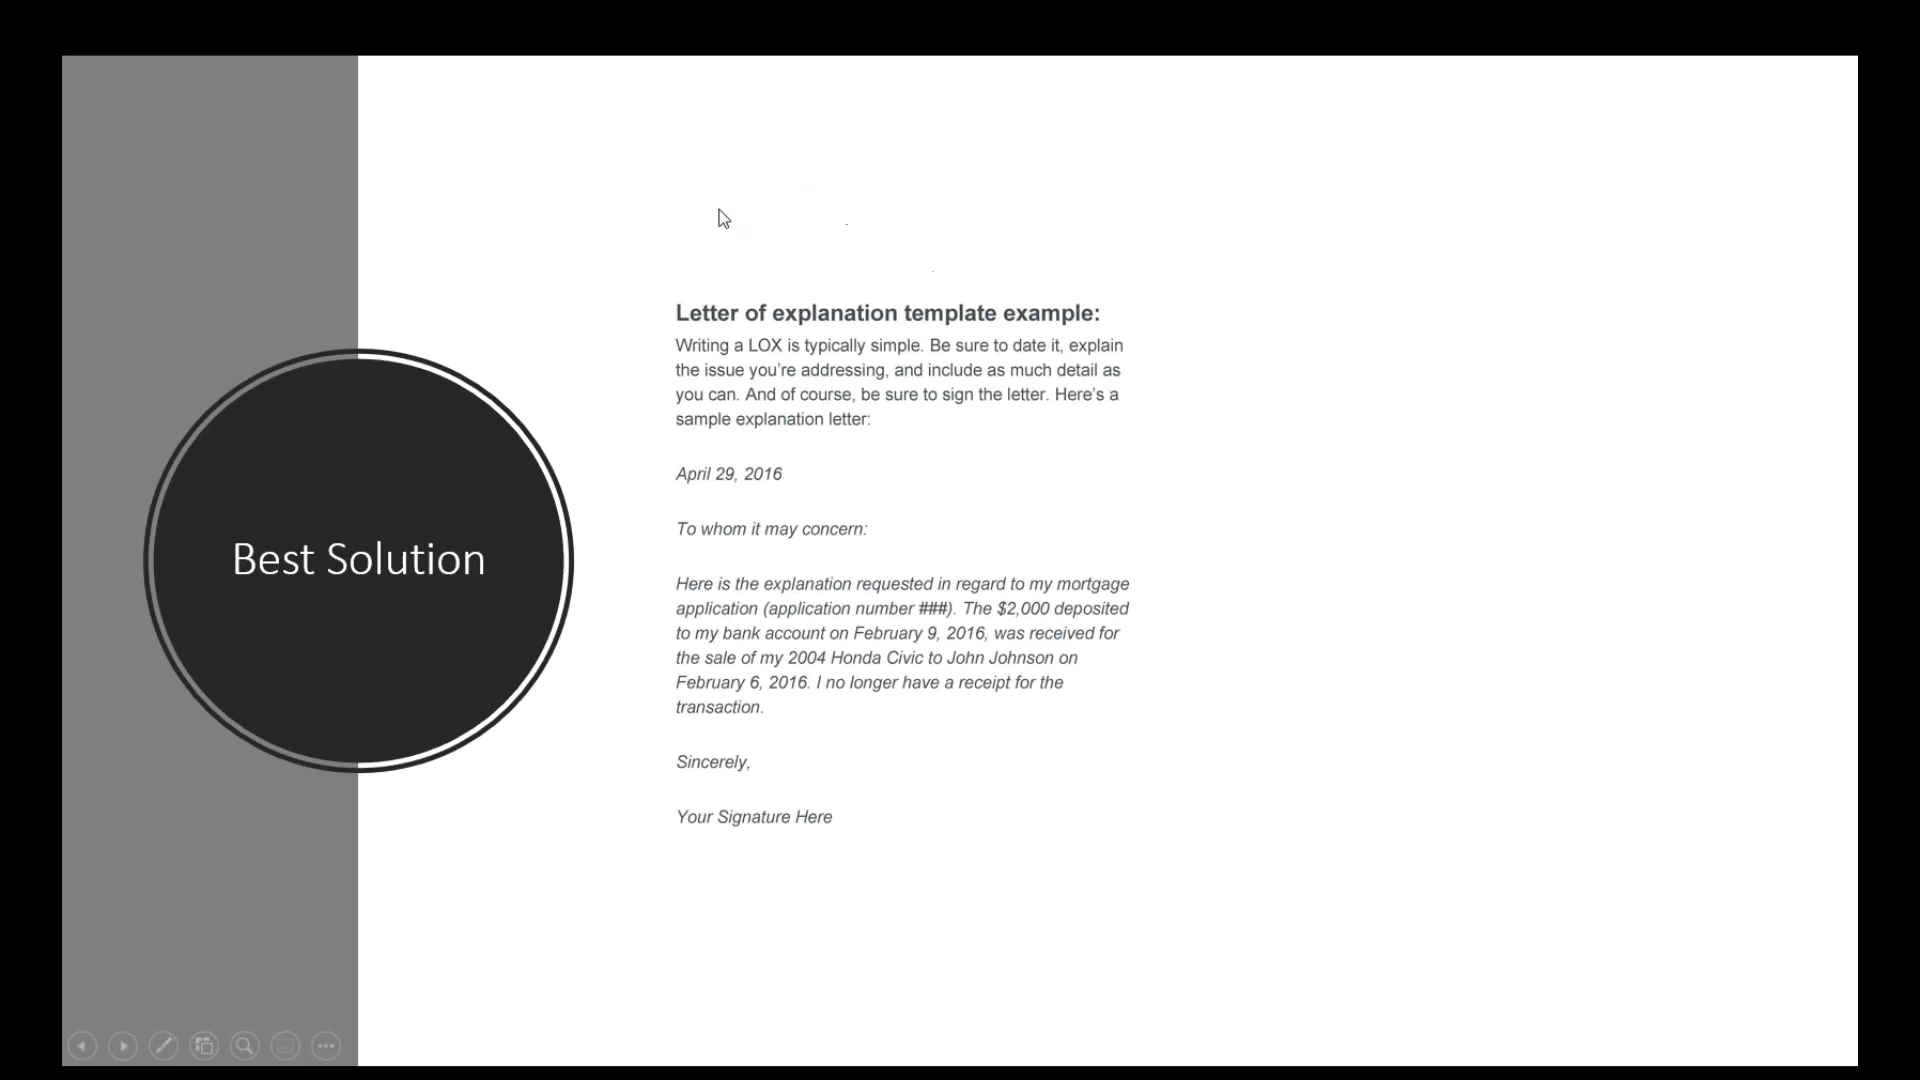 Best Solution
Letter of explanation template example:
Writing a LOX is typically simple. Be sure to date it, explain
the issue you're addressing, and include as much detail as
you can. And of course, be sure to sign the letter. Here's a
sample explanation letter:
April 29, 2016
To whom it may concern:
Here is the explanation requested in regard to my mortgage
application (application number ###). The $2,000 deposited
to my bank account on February 9, 2016, was received for
the sale of my 2004 Honda Civic to John Johnson on
February 6, 2016. I no longer have a receipt for the
transaction.
Sincerely,
Your Signature Here